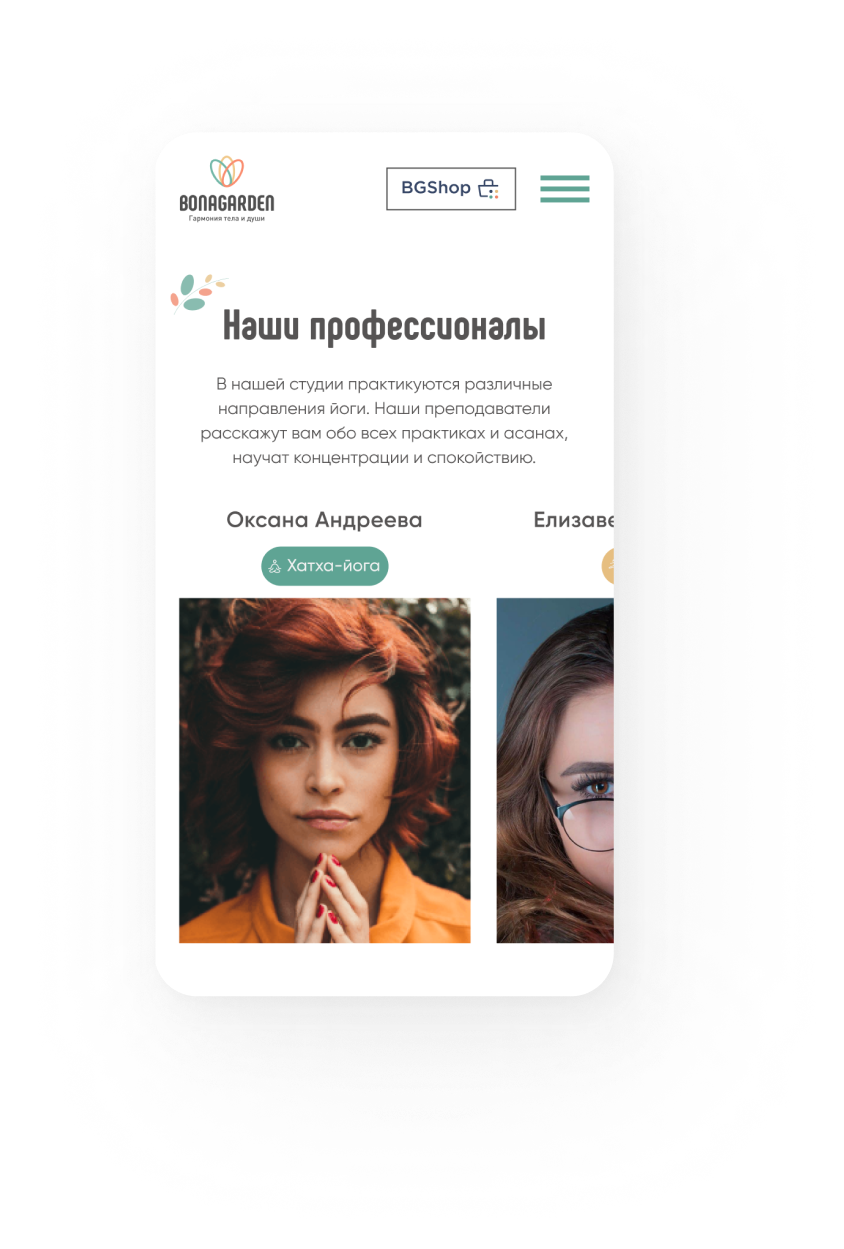 BONAGARDEN
Гармония тела и души
BGShop
Наши профессионалы
В нашей студии практикуются различные
направления йоги. Наши преподаватели
расскажут вам обо всех практиках и асанах,
научат концентрации и спокойствию.
Оксана Андреева
Хатха-йога
Елизаве